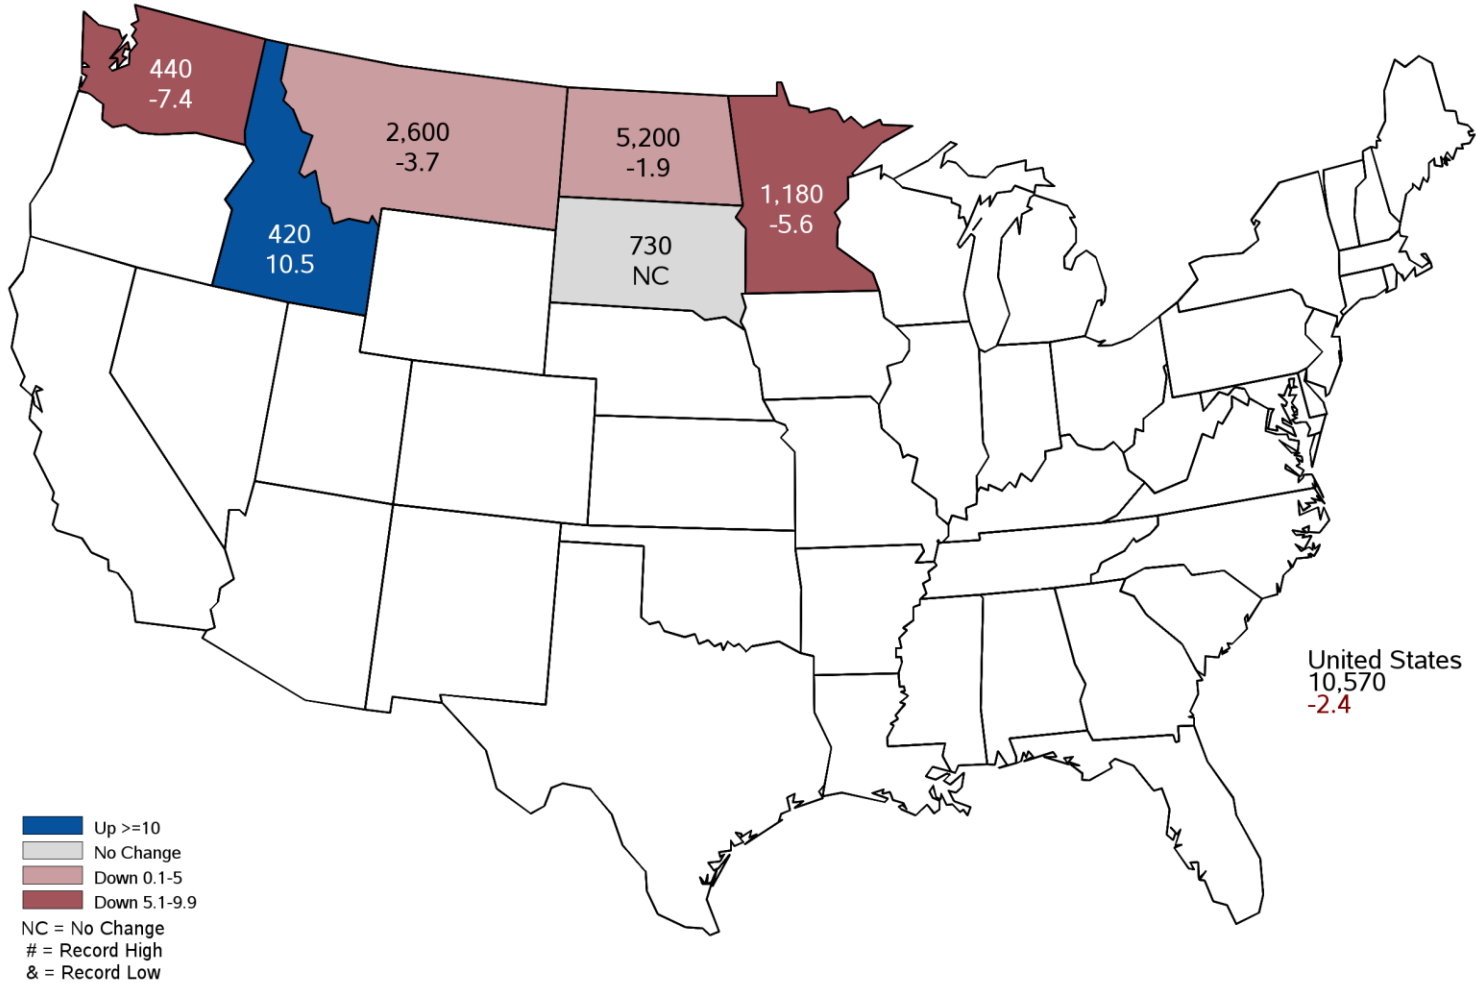 440
-7.4
2,600
-3.7
5,200
-1.9
1,180
-5.6
420
10.5
730
NC
United States
10,570
-2.4
Up >=10
No Change
Down 0.1-5
Down 5.1-9.9
NC = No Change
# = Record High
& = Record Low